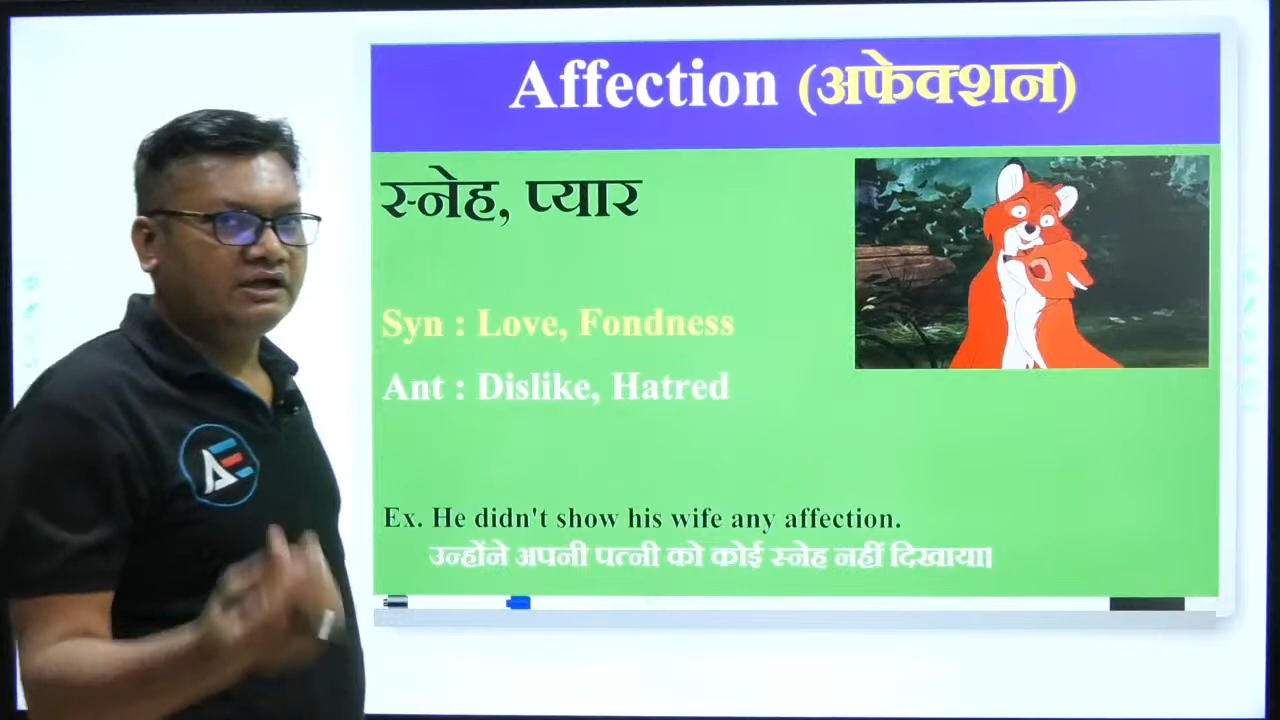 Affection (अफेक्शन)
स्नेह, प्यार
Syn : Love, Fondness
Ant : Dislike, Hatred
Ex. He didn't show his wife any affection.
उन्होंने अपनी पत्नी को कोई स्नेह नहीं दिखाया।
AE